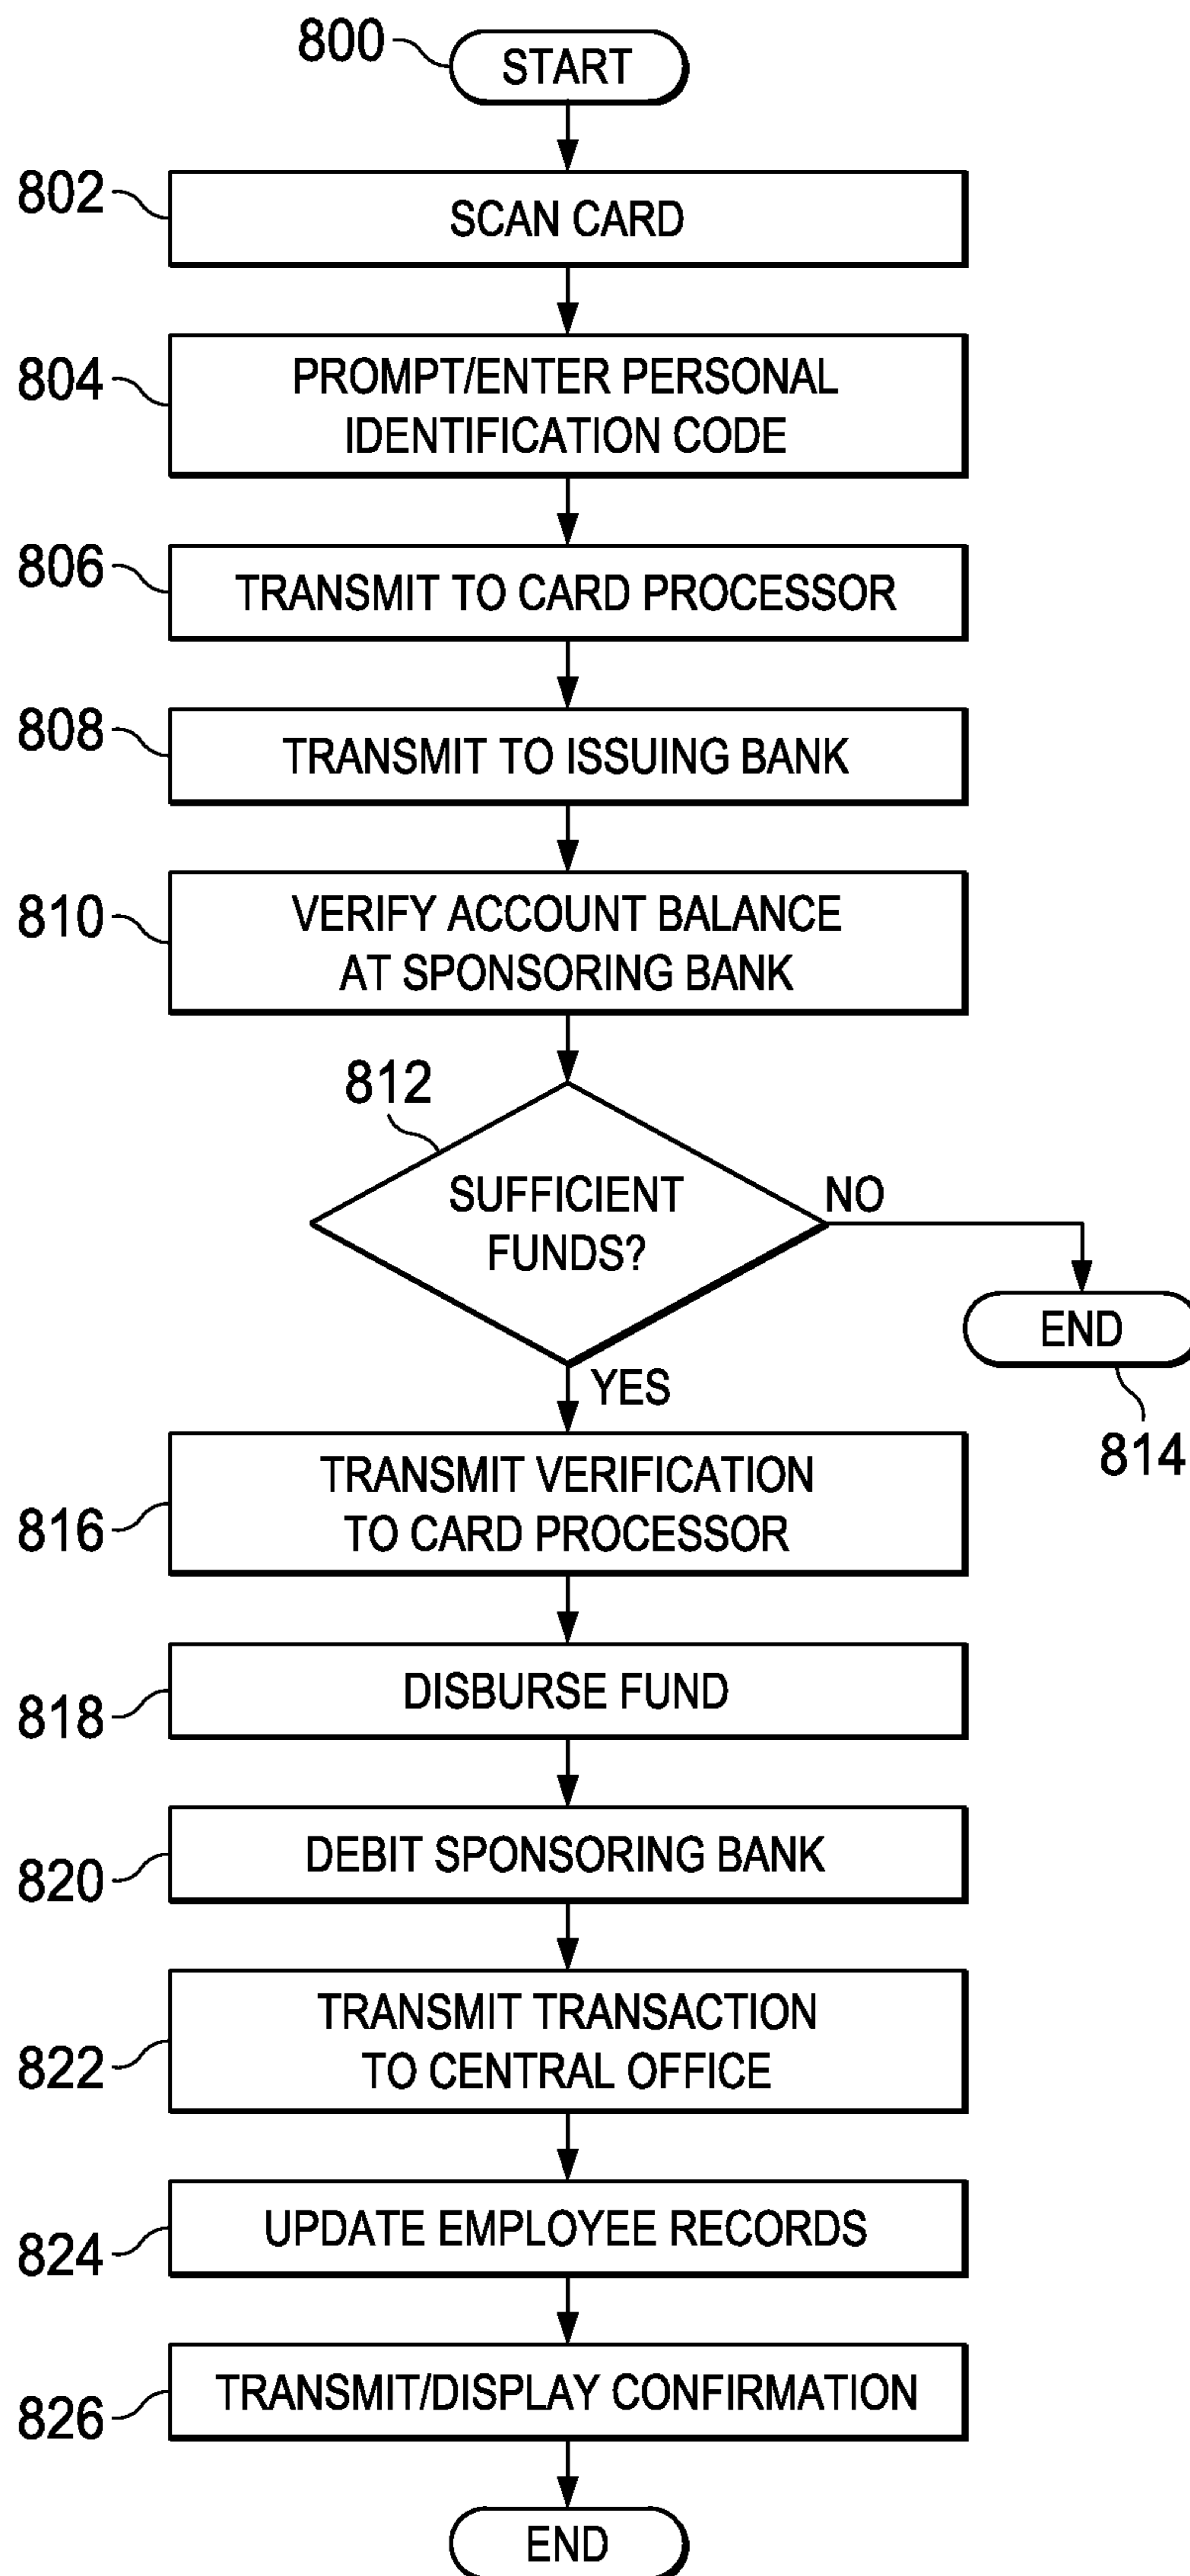 800
START
802
SCAN CARD
804
PROMPT/ENTER PERSONAL
IDENTIFICATION CODE
806
TRANSMIT TO CARD PROCESSOR
808
TRANSMIT TO ISSUING BANK
810
VERIFY ACCOUNT BALANCE
AT SPONSORING BANK
812
SUFFICIENT
FUNDS?
NO
END
814
YES
816
TRANSMIT VERIFICATION
TO CARD PROCESSOR
818
DISBURSE FUND
820
DEBIT SPONSORING BANK
822
TRANSMIT TRANSACTION
TO CENTRAL OFFICE
824
UPDATE EMPLOYEE RECORDS
826
TRANSMIT/DISPLAY CONFIRMATION
END